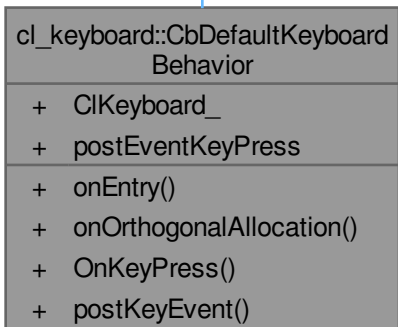 cl_keyboard::CbDefaultKeyboard
Behavior
+ ClKeyboard_
+ postEventKeyPress
+ onEntry()
+ onOrthogonalAllocation()
+ OnKeyPress()
+ postKeyEvent()